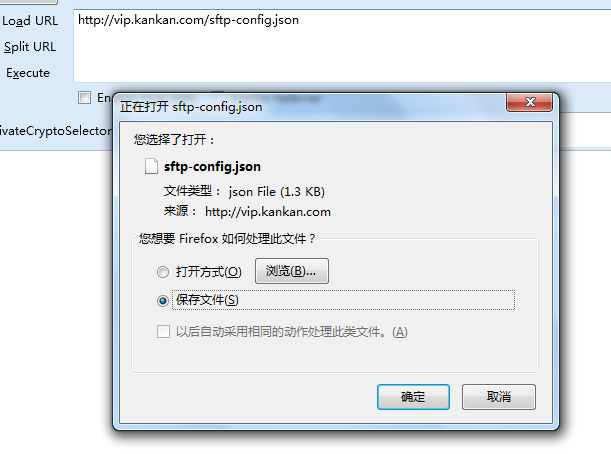 Load URL
http://vip.kankan.com/sftp-config.json
Split URL
Execute
正在打开 sftp-config.json
ivateCryptoSelector
您选择了打开：
sftp-config.json
文件类型： json File (1.3 KB)
来源： http://vip.kankan.com
您想要 Firefox 如何处理此文件？
打开方式(O)
浏览(B)...
保存文件(S)
以后自动采用相同的动作处理此类文件。(A)
确定
取消